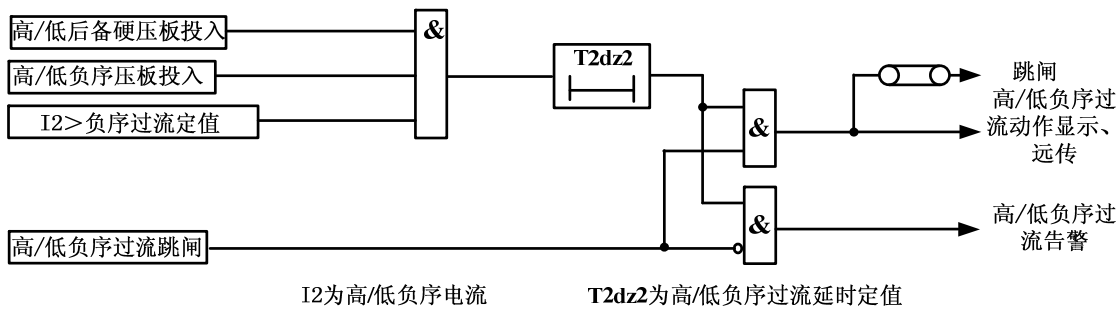 高/低后备硬压板投入
&
高/低负序压板投入
T2dz2
I2>负序过流定值
跳闸
高/低负序过
流动作显示、
远传
&
高/低负序过流跳闸
&
高/低负序过
流告警
I2为高/低负序电流
T2dz2为高/低负序过流延时定值